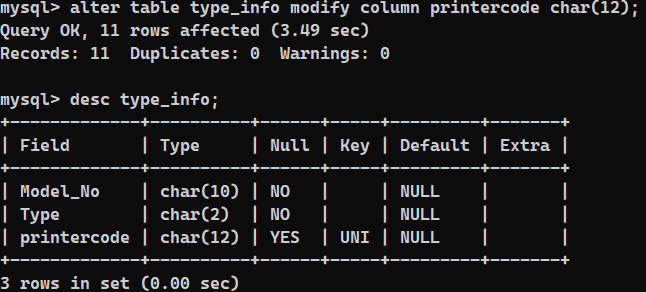 mysql> alter table type_info modify column printercode char(12);
Query OK, 11 rows affected (3.49 sec)
Records: 11  Duplicates: 0  Warnings: 0

mysql> desc type_info;
+-------------+----------+------+-----+---------+-------+
| Field       | Type     | Null | Key | Default | Extra |
+-------------+----------+------+-----+---------+-------+
| Model_No    | char(10) | NO   |     | NULL    |       |
| Type        | char(2)  | NO   |     | NULL    |       |
| printercode | char(12) | YES  | UNI | NULL    |       |
+-------------+----------+------+-----+---------+-------+
3 rows in set (0.00 sec)